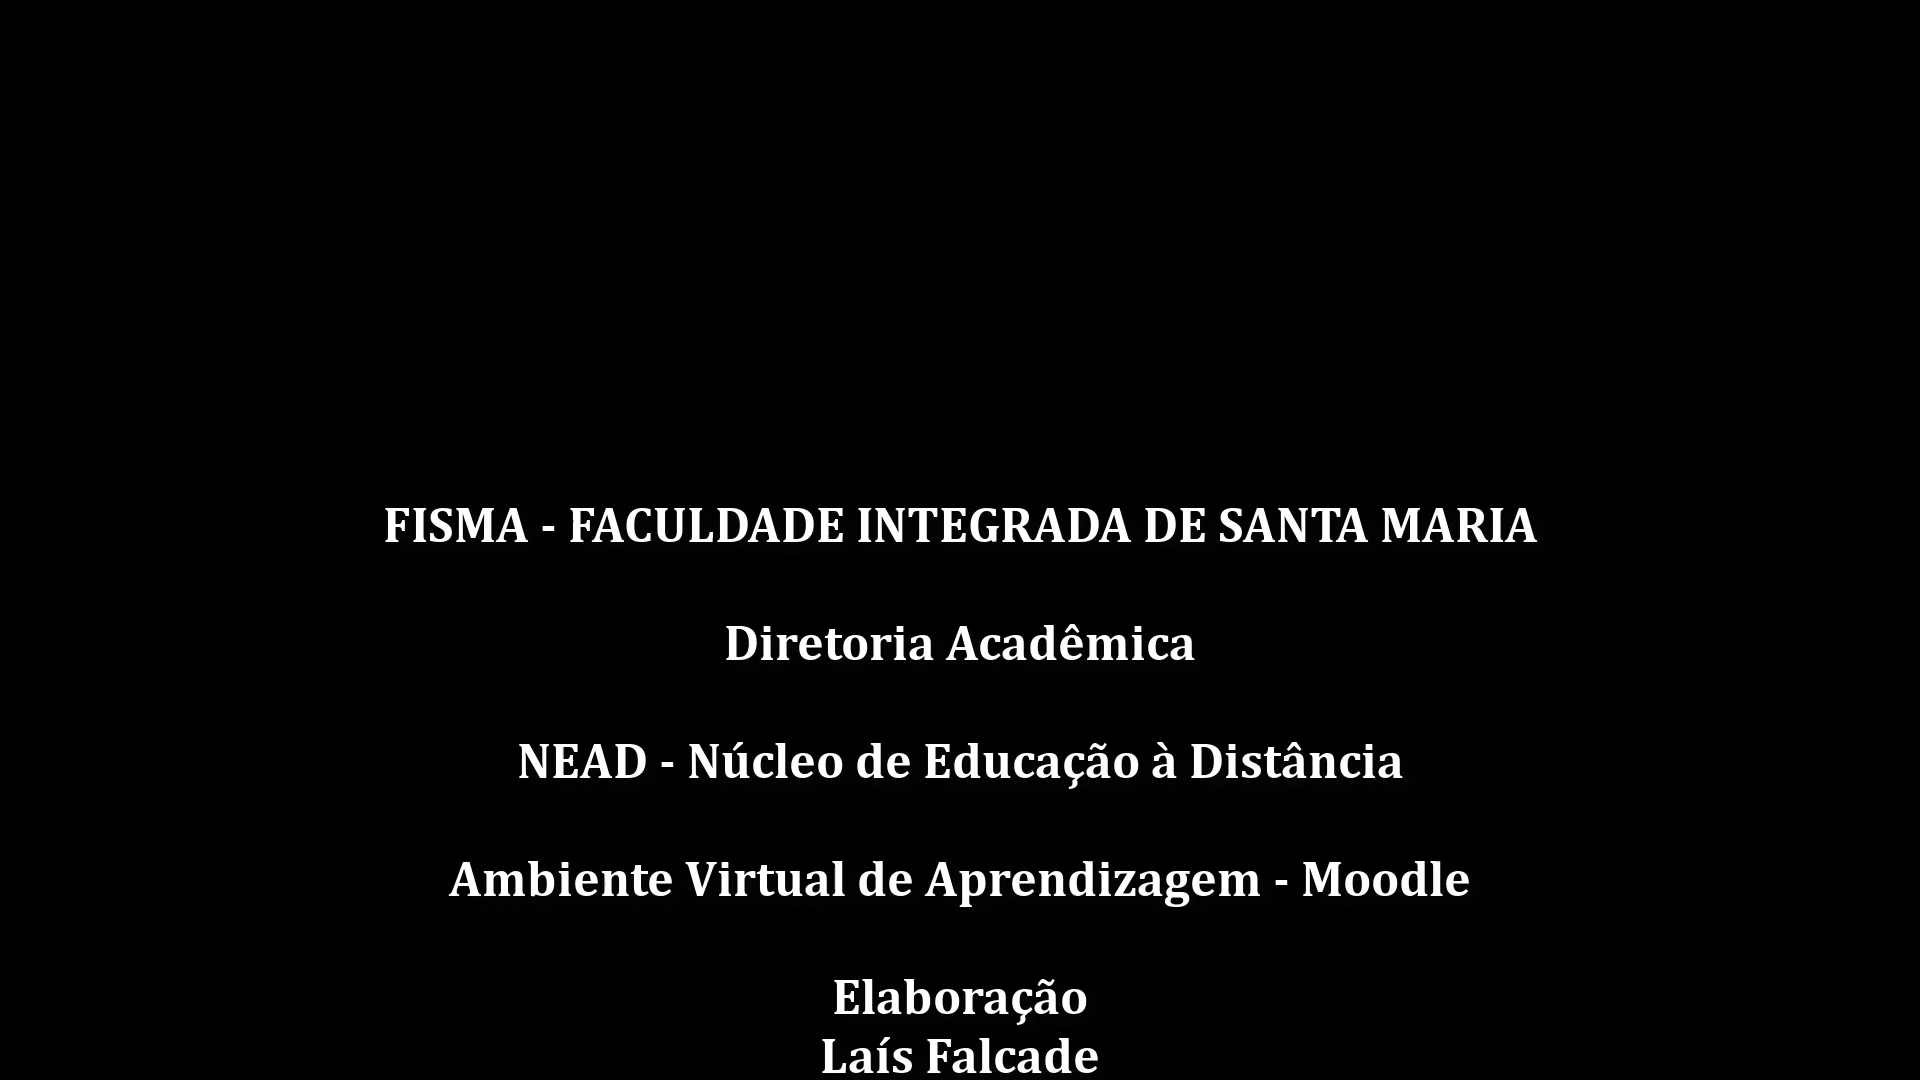 FISMA - FACULDADE INTEGRADA DE SANTA MARIA
Diretoria Acadêmica
NEAD - Núcleo de Educação à Distância
Ambiente Virtual de Aprendizagem - Moodle
Elaboração
Laís Falcade